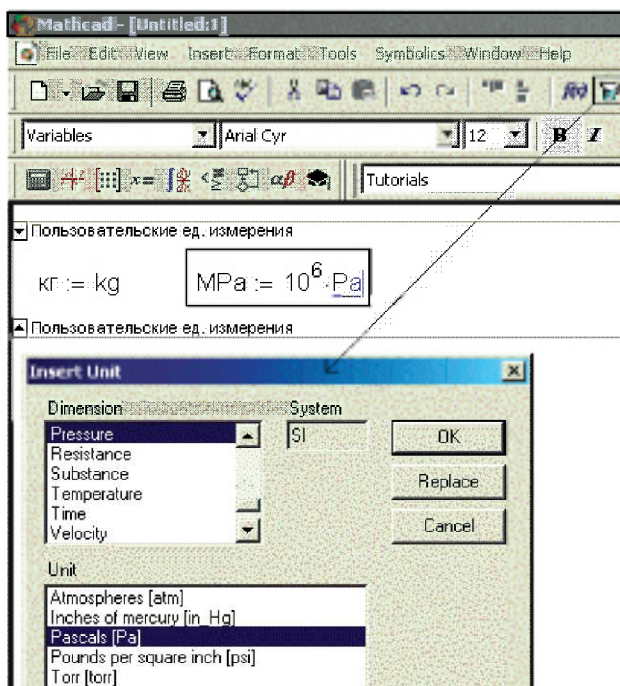 Mathcad - [Untitled:1]
File Edit View Insert Format Tools Symbolics Window Help
f(x)
Variables Arial Cyr 12 B I
x= αβ Tutorials
Пользовательские ед. измерения
кг := kg MPa := 10^6·Pa
Пользовательские ед. измерения
Insert Unit
Dimension System
Pressure SI OK
Resistance
Substance Replace
Temperature
Time
Velocity Cancel
Unit
Atmospheres [atm]
Inches of mercury [in_Hg]
Pascals [Pa]
Pounds per square inch [psi]
Torr [torr]